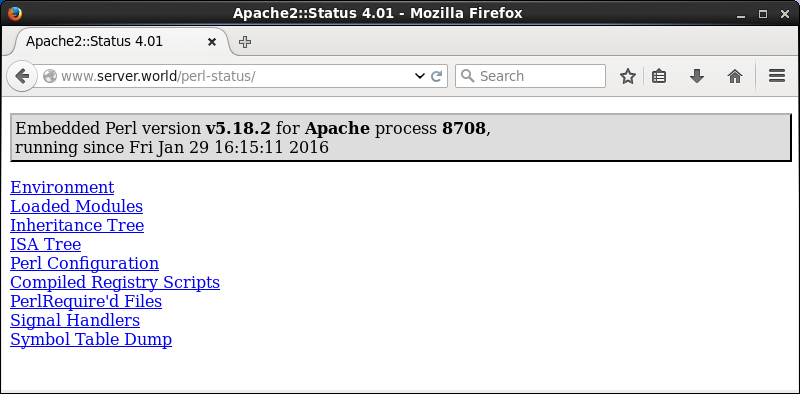 Apache2::Status 4.01 - Mozilla Firefox
Apache2::Status 4.01
www.server.world/perl-status/
Search
Embedded Perl version v5.18.2 for Apache process 8708,
running since Fri Jan 29 16:15:11 2016
Environment
Loaded Modules
Inheritance Tree
ISA Tree
Perl Configuration
Compiled Registry Scripts
PerlRequire'd Files
Signal Handlers
Symbol Table Dump